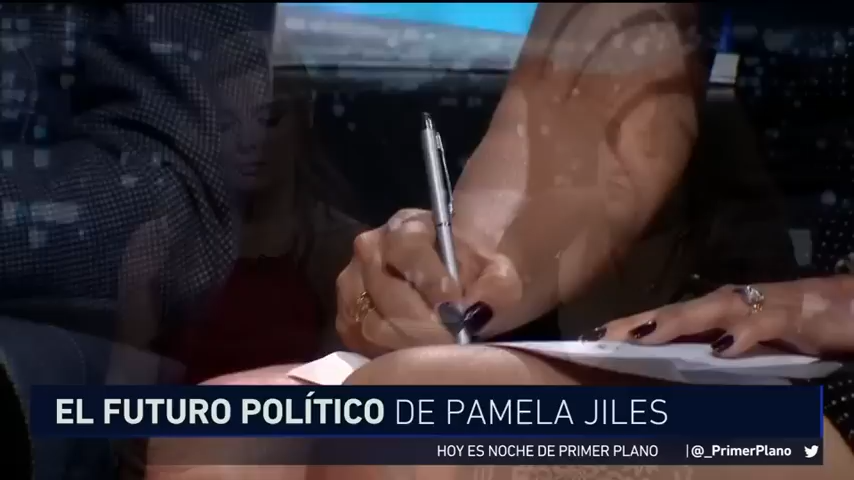 EL FUTURO POLÍTICO DE PAMELA JILES
HOY ES NOCHE DE PRIMER PLANO |@_PrimerPlano